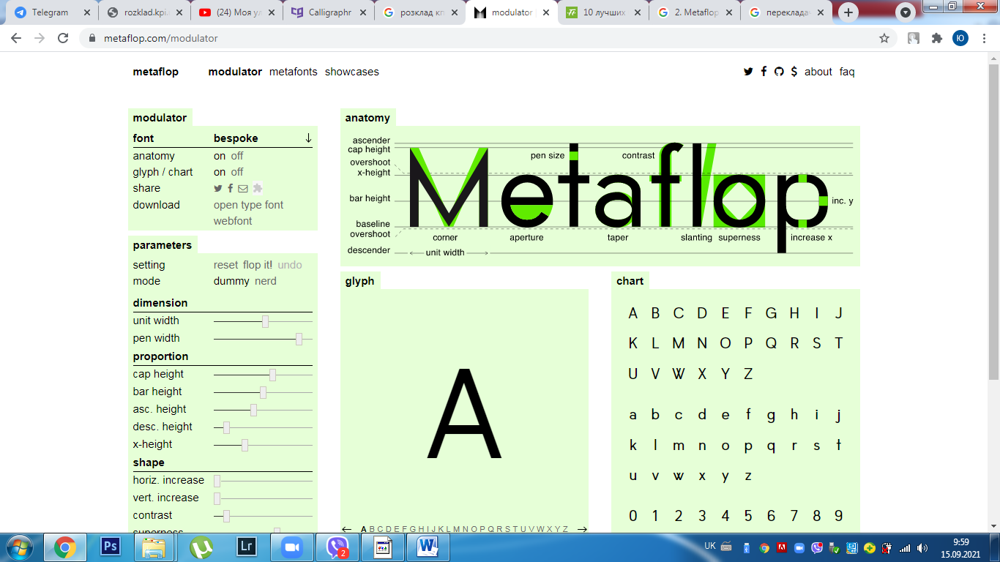 Telegram
rozklad.kpi.
(24) Моя ул
Calligraphr
розклад кп
modulator
10 лучших
2. Metaflop
перекладач
metaflop.com/modulator
Ю
metaflop modulator metafonts showcases
$ about faq
modulator
font bespoke ↓
anatomy on off
glyph / chart on off
share
download open type font
webfont
parameters
setting reset flop it! undo
mode dummy nerd
dimension
unit width
pen width
proportion
cap height
bar height
asc. height
desc. height
x-height
shape
horiz. increase
vert. increase
contrast
superness
anatomy
ascender
cap height
overshoot
x-height
bar height
baseline
overshoot
descender
Metaflop
pen size
contrast
inc. y
corner aperture taper slanting superness increase x
unit width
glyph
A
← A B C D E F G H I J K L M N O P Q R S T U V W X Y Z →
chart
A B C D E F G H I J
K L M N O P Q R S T
U V W X Y Z
a b c d e f g h i j
k l m n o p q r s t
u v w x y z
0 1 2 3 4 5 6 7 8 9
Ps
Lr
2
W
UK
9:59
15.09.2021